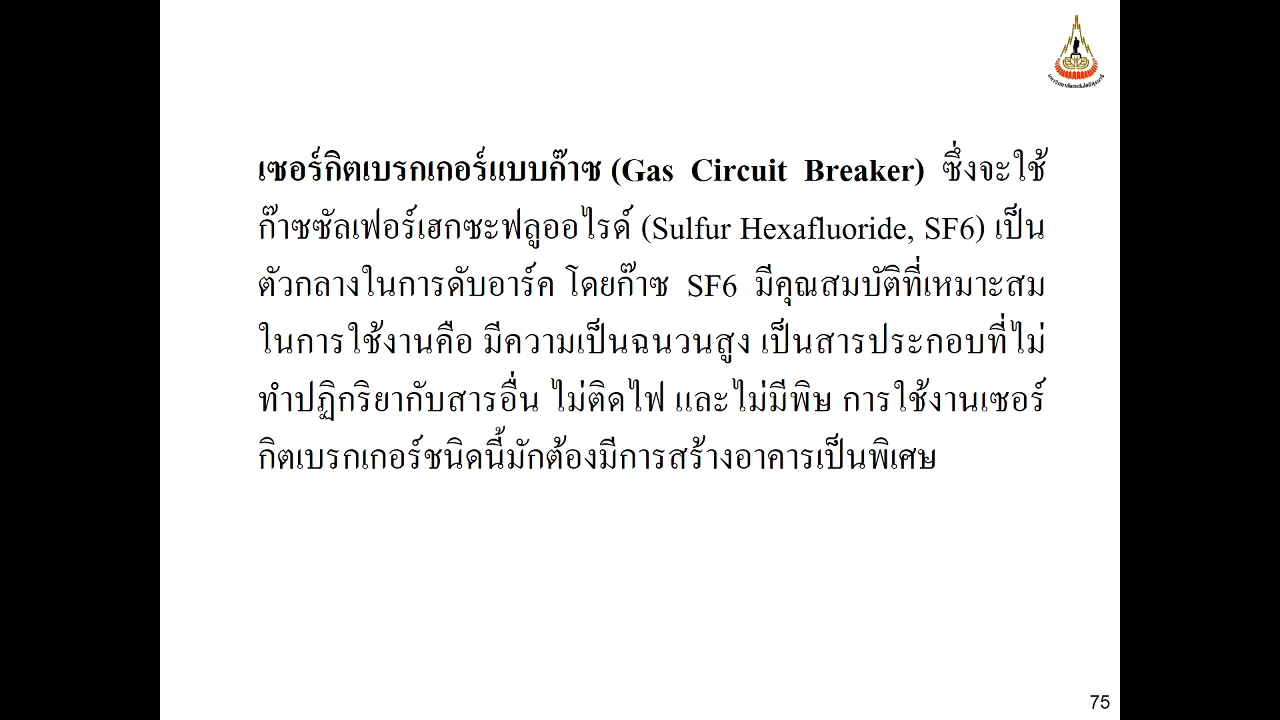 เซอร์กิตเบรกเกอร์แบบก๊าซ (Gas Circuit Breaker) ซึ่งจะใช้
ก๊าซซัลเฟอร์เฮกซะฟลูออไรด์ (Sulfur Hexafluoride, SF6) เป็น
ตัวกลางในการดับอาร์ค โดยก๊าซ SF6 มีคุณสมบัติที่เหมาะสม
ในการใช้งานคือ มีความเป็นฉนวนสูง เป็นสารประกอบที่ไม่
ทำปฏิกริยากับสารอื่น ไม่ติดไฟ และไม่มีพิษ การใช้งานเซอร์
กิตเบรกเกอร์ชนิดนี้มักต้องมีการสร้างอาคารเป็นพิเศษ
75